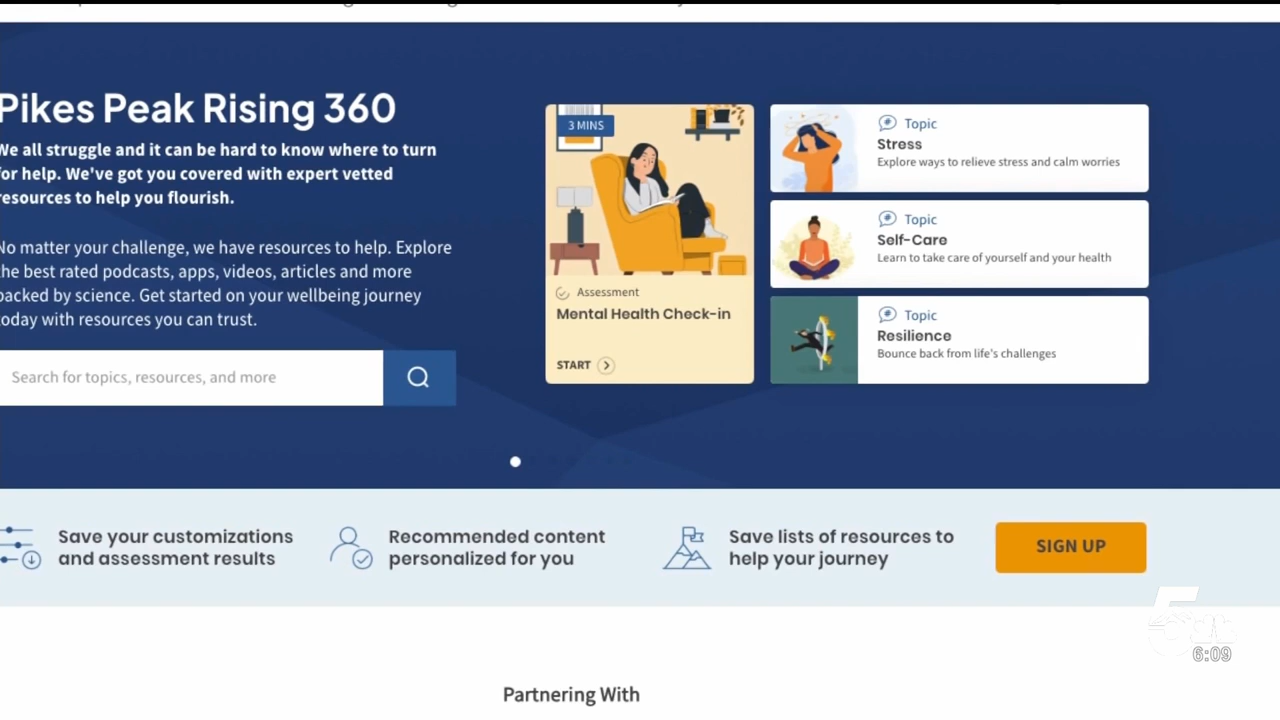 Pikes Peak Rising 360
We all struggle and it can be hard to know where to turn
for help. We've got you covered with expert vetted
resources to help you flourish.
No matter your challenge, we have resources to help. Explore
the best rated podcasts, apps, videos, articles and more
backed by science. Get started on your wellbeing journey
today with resources you can trust.
Search for topics, resources, and more
3 MINS
Assessment
Mental Health Check-in
START
Topic
Stress
Explore ways to relieve stress and calm worries
Topic
Self-Care
Learn to take care of yourself and your health
Topic
Resilience
Bounce back from life's challenges
Save your customizations
and assessment results
Recommended content
personalized for you
Save lists of resources to
help your journey
SIGN UP
5
6:09
Partnering With